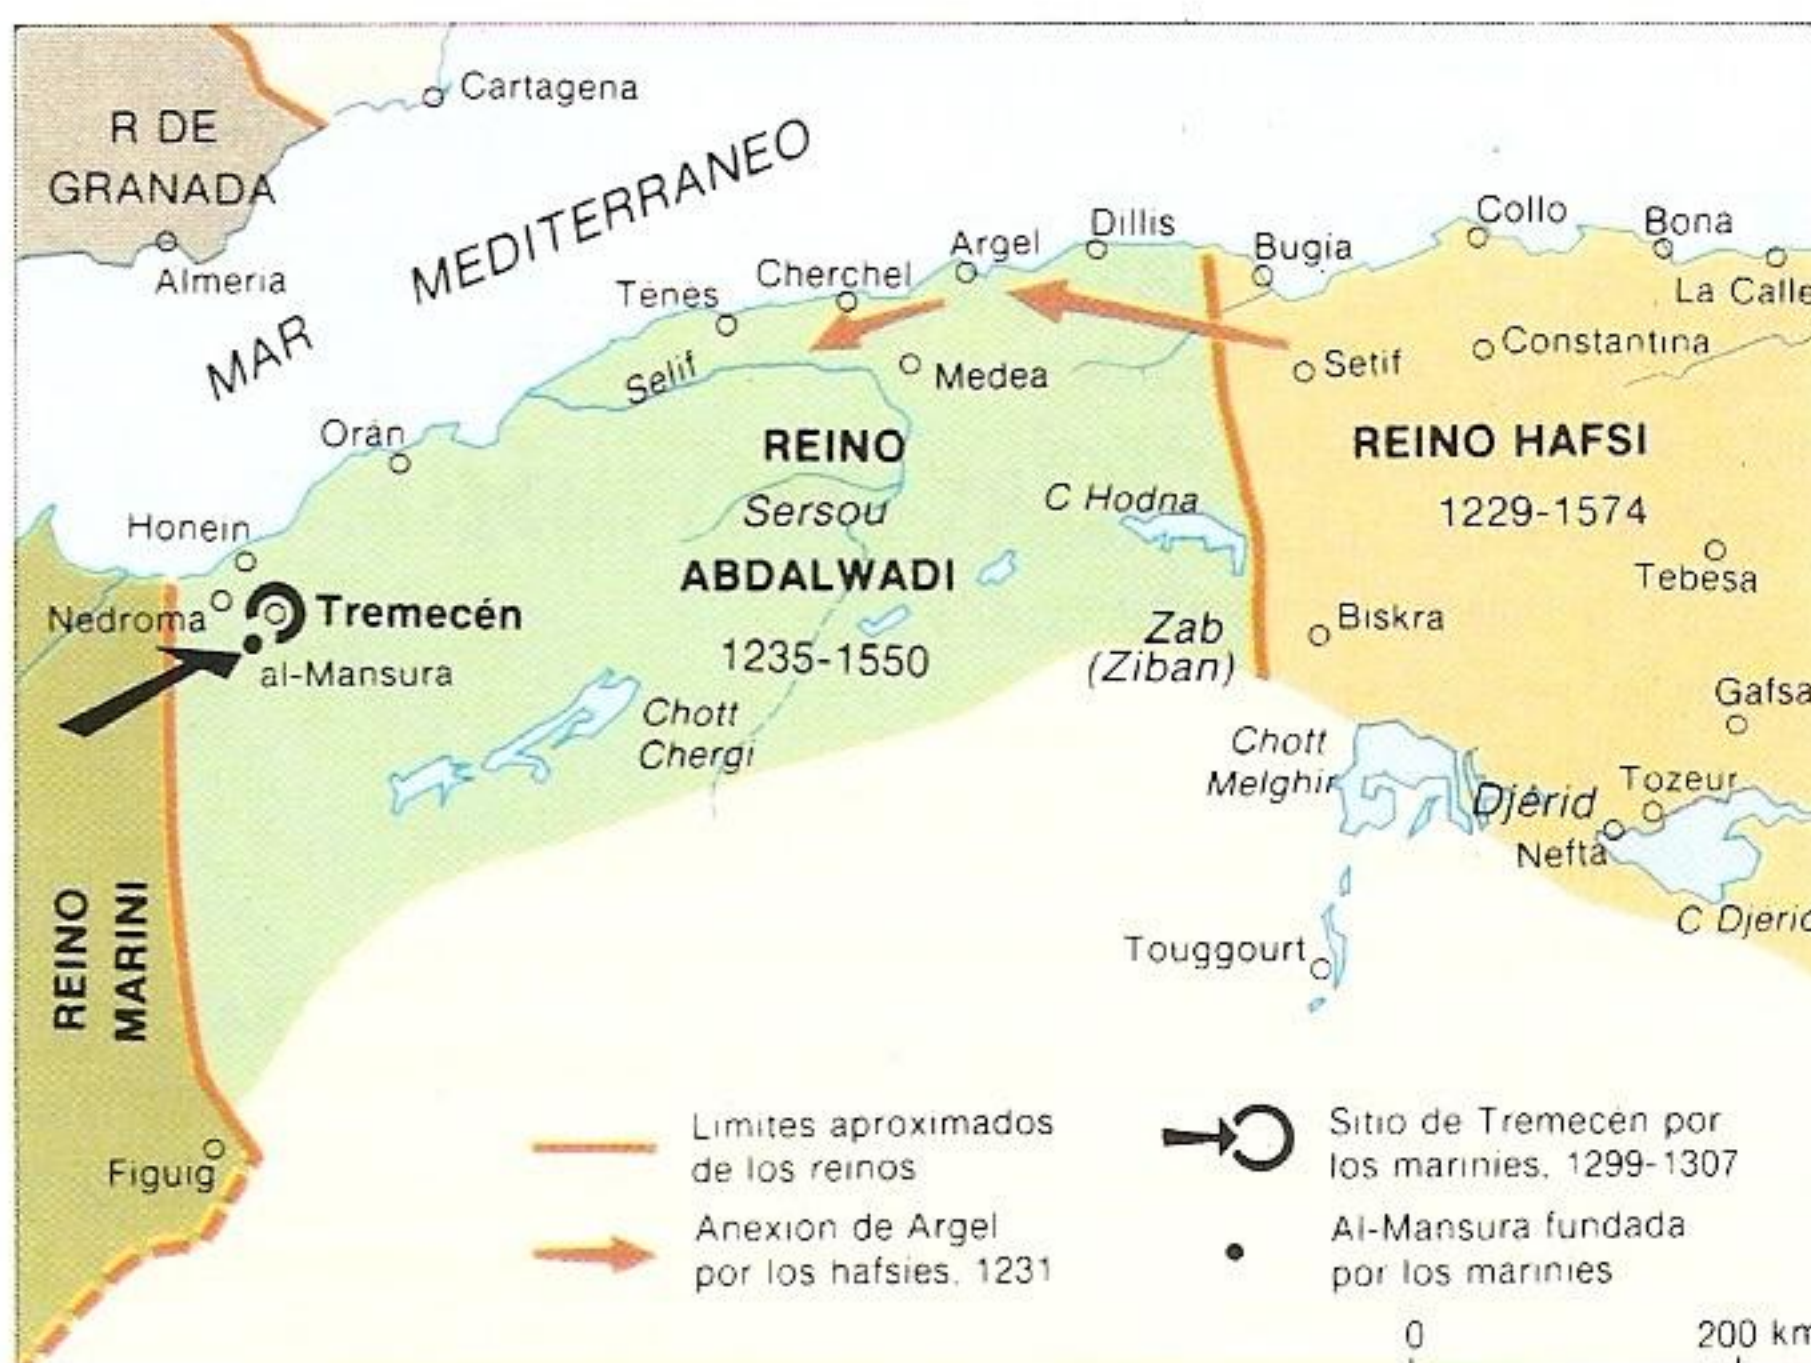 Cartagena
R DE
GRANADA
Almeria
MAR MEDITERRANEO
Dillis
Argel
Cherchel
Tenes
Bugia
Collo
Bona
La Calle
Selif
Medea
Setif
Constantina
Orán
REINO
Sersou
ABDALWADI
1235-1550
C Hodna
REINO HAFSI
1229-1574
Tebesa
Honein
Nedroma
Tremecén
al-Mansura
Zab
(Ziban)
Biskra
Gafsa
Chott
Chergi
Chott
Melghir
Djérid
Tozeur
Nefta
C Djerid
Touggourt
REINO
MARINI
Figuig
Limites aproximados
de los reinos
Anexion de Argel
por los hafsies, 1231
Sitio de Tremecén por
los marinies, 1299-1307
Al-Mansura fundada
por los marinies
0 200 km